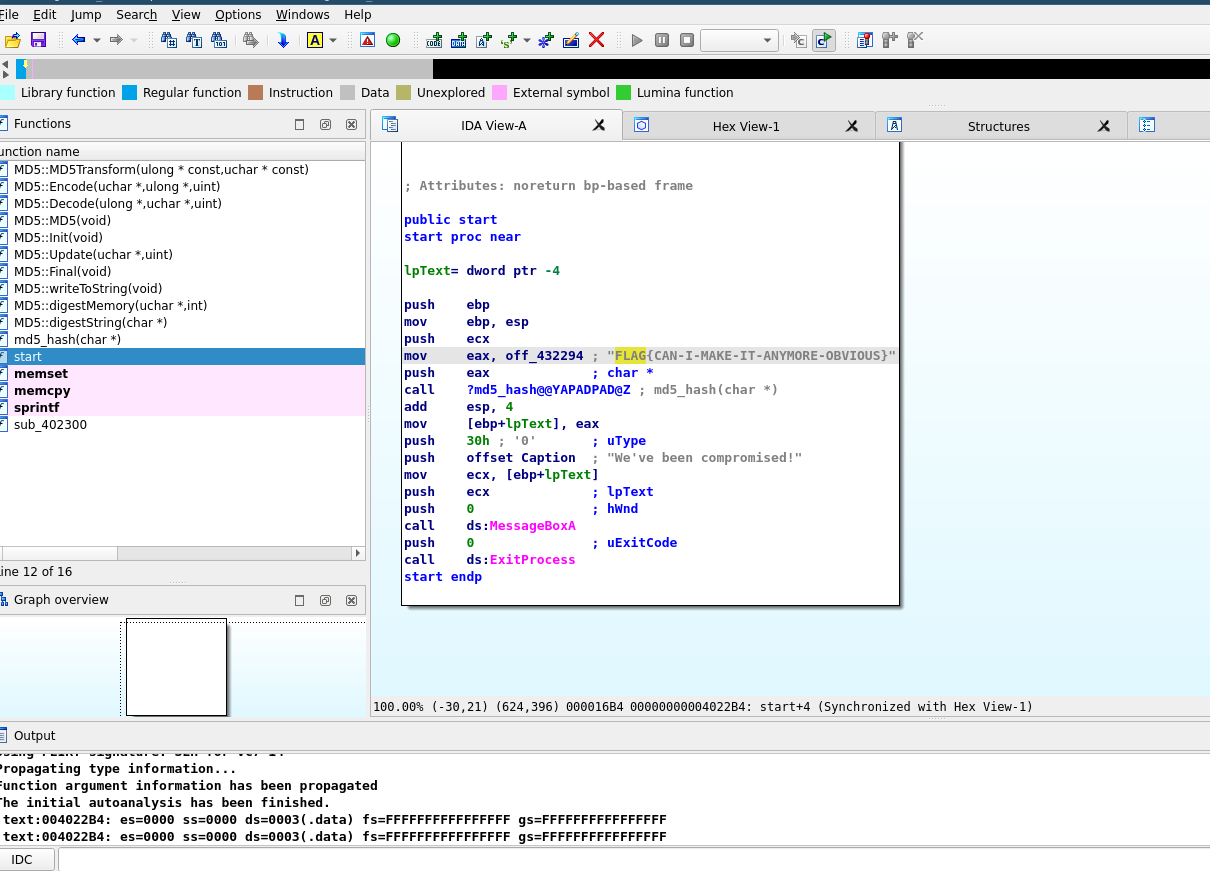 File Edit Jump Search View Options Windows Help
Library function Regular function Instruction Data Unexplored External symbol Lumina function
Functions
IDA View-A
Hex View-1
Structures
unction name
MD5::MD5Transform(ulong * const,uchar * const)
MD5::Encode(uchar *,ulong *,uint)
MD5::Decode(ulong *,uchar *,uint)
MD5::MD5(void)
MD5::Init(void)
MD5::Update(uchar *,uint)
MD5::Final(void)
MD5::writeToString(void)
MD5::digestMemory(uchar *,int)
MD5::digestString(char *)
md5_hash(char *)
start
memset
memcpy
sprintf
sub_402300
ine 12 of 16
Graph overview
; Attributes: noreturn bp-based frame
public start
start proc near
lpText= dword ptr -4
push ebp
mov ebp, esp
push ecx
mov eax, off_432294 ; "FLAG{CAN-I-MAKE-IT-ANYMORE-OBVIOUS}"
push eax ; char *
call ?md5_hash@@YAPADPAD@Z ; md5_hash(char *)
add esp, 4
mov [ebp+lpText], eax
push 30h ; '0' ; uType
push offset Caption ; "We've been compromised!"
mov ecx, [ebp+lpText]
push ecx ; lpText
push 0 ; hWnd
call ds:MessageBoxA
push 0 ; uExitCode
call ds:ExitProcess
start endp
100.00% (-30,21) (624,396) 000016B4 00000000004022B4: start+4 (Synchronized with Hex View-1)
Output
Propagating type information...
Function argument information has been propagated
The initial autoanalysis has been finished.
text:004022B4: es=0000 ss=0000 ds=0003(.data) fs=FFFFFFFFFFFFFFFF gs=FFFFFFFFFFFFFFFF
text:004022B4: es=0000 ss=0000 ds=0003(.data) fs=FFFFFFFFFFFFFFFF gs=FFFFFFFFFFFFFFFF
IDC